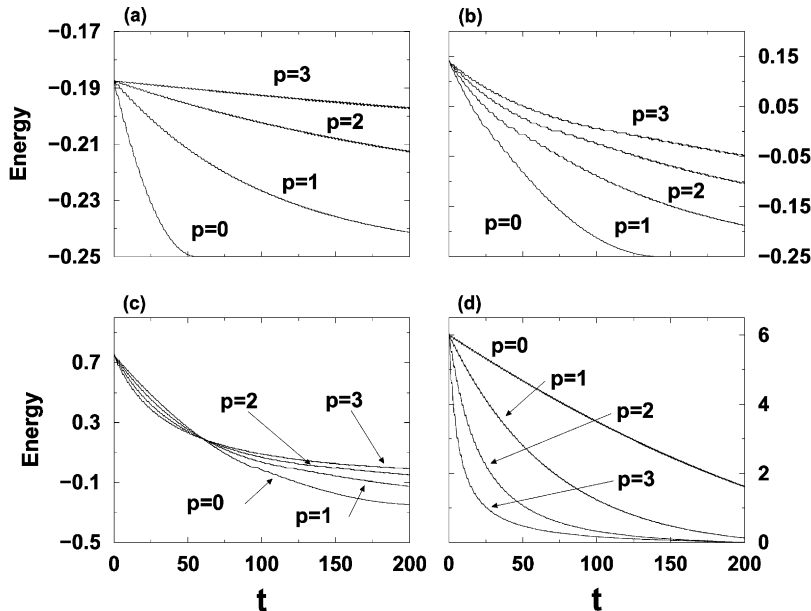 (a)
(b)
−0.17
−0.19
−0.21
−0.23
−0.25
Energy
p=3
p=2
p=1
p=0
p=3
p=2
p=1
p=0
0.15
0.05
−0.05
−0.15
−0.25
(c)
(d)
0.7
0.3
−0.1
−0.5
Energy
p=2
p=3
p=0
p=1
0 50 100 150 200
t
p=0
p=1
p=2
p=3
6
4
2
0
0 50 100 150 200
t